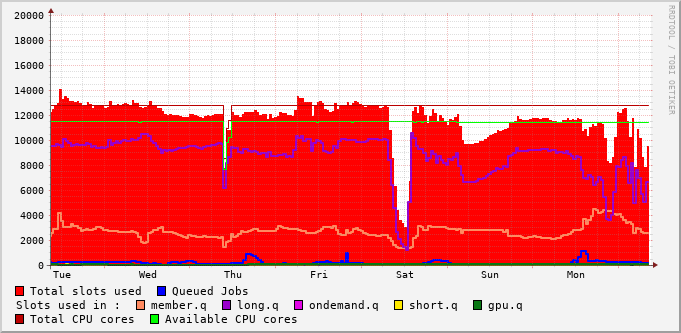 RRDTOOL / TOBI OETIKER
20000
18000
16000
14000
12000
10000
8000
6000
4000
2000
0
Tue Wed Thu Fri Sat Sun Mon
Total slots used Queued Jobs
Slots used in : member.q long.q ondemand.q short.q gpu.q
Total CPU cores Available CPU cores